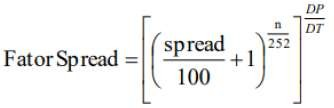 FatorSpread = [((spread/100) + 1)^(n/252)]^(DP/DT)